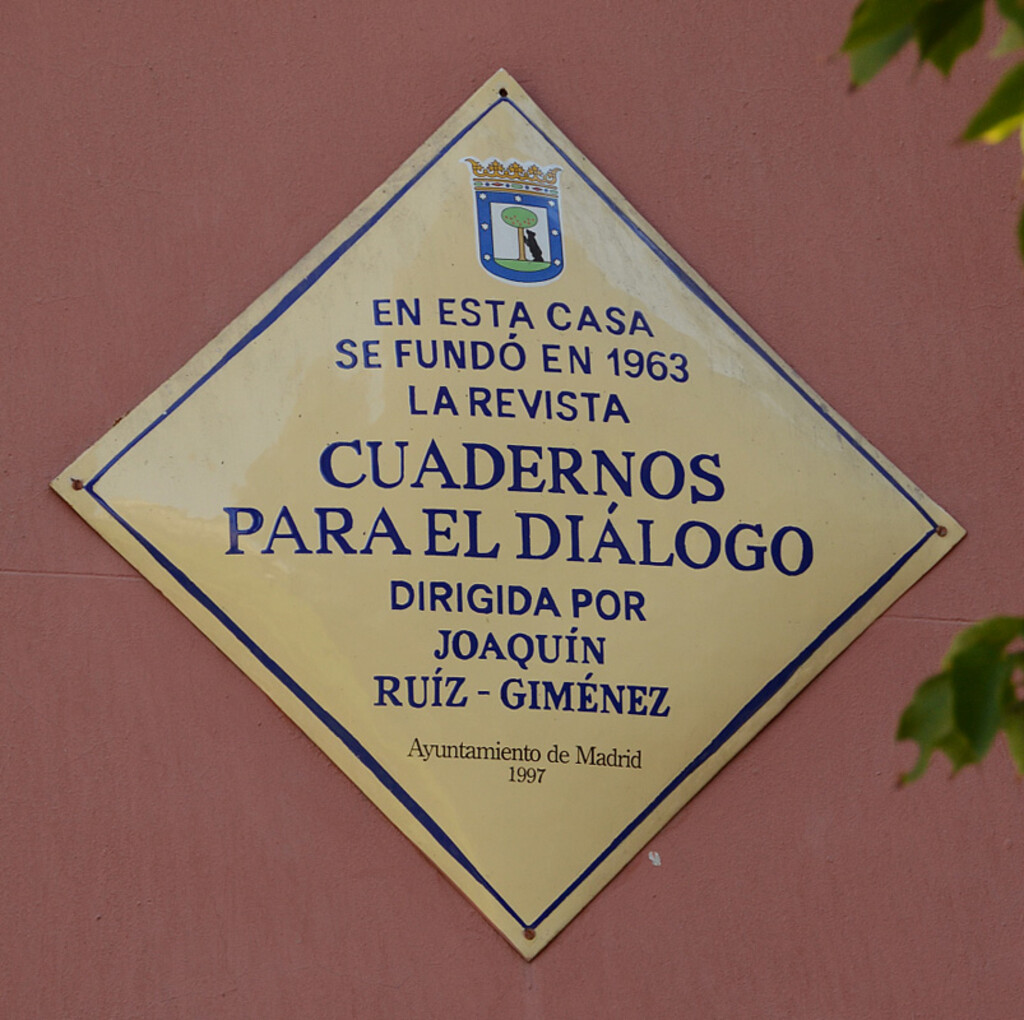 EN ESTA CASA
SE FUNDÓ EN 1963
LA REVISTA
CUADERNOS
PARA EL DIÁLOGO
DIRIGIDA POR
JOAQUÍN
RUÍZ - GIMÉNEZ
Ayuntamiento de Madrid
1997